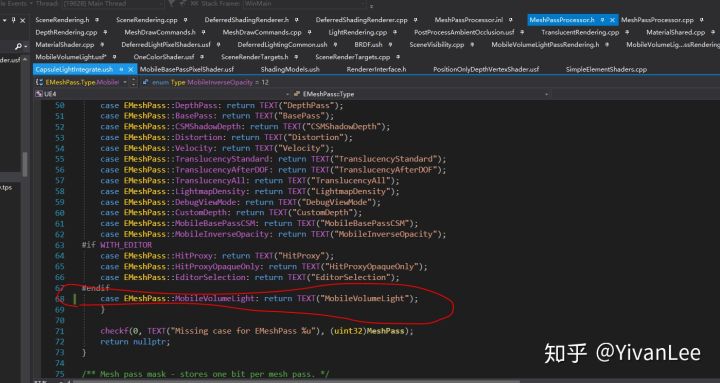 Main Thread
Stack Frame: WinMain
SceneRendering.h
SceneRendering.cpp
DeferredShadingRenderer.h
DeferredShadingRenderer.cpp
MeshPassProcessor.inl
MeshPassProcessor.h
MeshPassProcessor.cpp
DepthRendering.cpp
MeshDrawCommands.h
MeshDrawCommands.cpp
LightRendering.cpp
PostProcessAmbientOcclusion.usf
TranslucentRendering.cpp
MaterialShared.cpp
MaterialShader.cpp
DeferredLightPixelShaders.usf
DeferredLightingCommon.ush
BRDF.ush
SceneVisibility.cpp
MobileVolumeLightPassRendering.h
MobileVolumeLig...ssRendering.cpp
MobileVolumeLight.usf*
OneColorShader.usf
SceneRenderTargets.h
SceneRenderTargets.cpp
CapsuleLightIntegrate.ush
MobileBasePassPixelShader.usf
ShadingModels.ush
RendererInterface.h
PositionOnlyDepthVertexShader.usf
SimpleElementShaders.cpp
EMeshPass.Type.Mobile
enum Type MobileInverseOpacity = 12
UE4
EMeshPass::Type
50 case EMeshPass::DepthPass: return TEXT("DepthPass");
51 case EMeshPass::BasePass: return TEXT("BasePass");
52 case EMeshPass::CSMShadowDepth: return TEXT("CSMShadowDepth");
53 case EMeshPass::Distortion: return TEXT("Distortion");
54 case EMeshPass::Velocity: return TEXT("Velocity");
55 case EMeshPass::TranslucencyStandard: return TEXT("TranslucencyStandard");
56 case EMeshPass::TranslucencyAfterDOF: return TEXT("TranslucencyAfterDOF");
57 case EMeshPass::TranslucencyAll: return TEXT("TranslucencyAll");
58 case EMeshPass::LightmapDensity: return TEXT("LightmapDensity");
59 case EMeshPass::DebugViewMode: return TEXT("DebugViewMode");
60 case EMeshPass::CustomDepth: return TEXT("CustomDepth");
61 case EMeshPass::MobileBasePassCSM: return TEXT("MobileBasePassCSM");
62 case EMeshPass::MobileInverseOpacity: return TEXT("MobileInverseOpacity");
63 #if WITH_EDITOR
64 case EMeshPass::HitProxy: return TEXT("HitProxy");
65 case EMeshPass::HitProxyOpaqueOnly: return TEXT("HitProxyOpaqueOnly");
66 case EMeshPass::EditorSelection: return TEXT("EditorSelection");
67 #endif
68 case EMeshPass::MobileVolumeLight: return TEXT("MobileVolumeLight");
69 }
70
71 checkf(0, TEXT("Missing case for EMeshPass %u"), (uint32)MeshPass);
72 return nullptr;
73 }
74
75 /** Mesh pass mask - stores one bit per mesh pass. */
知乎 @YivanLee